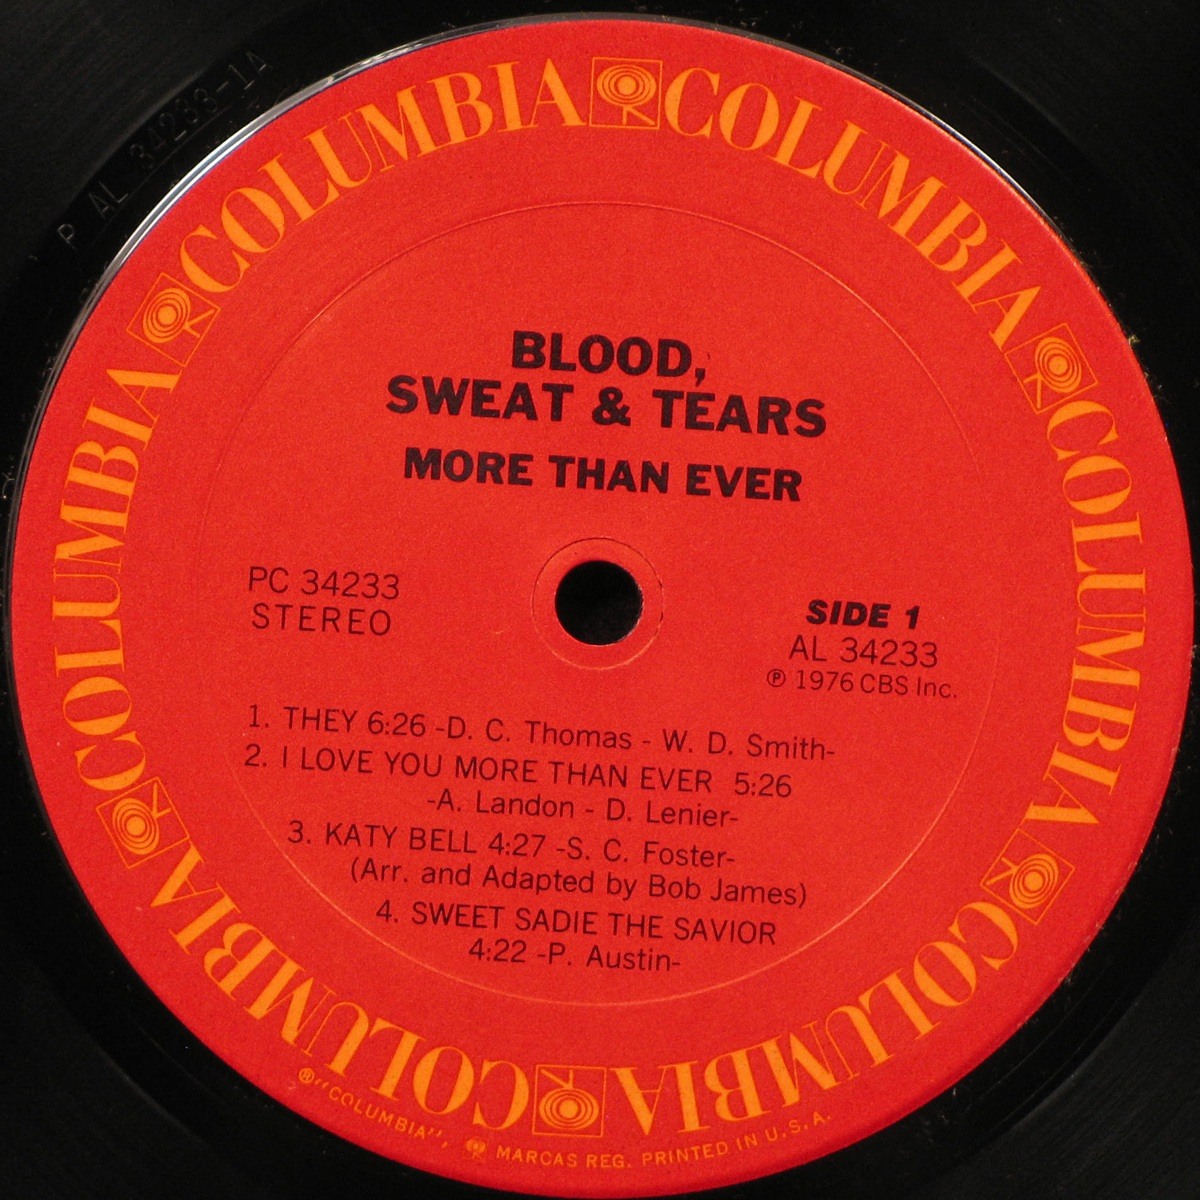 P AL 34233-1A
COLUMBIA COLUMBIA COLUMBIA COLUMBIA COLUMBIA COLUMBIA
BLOOD,
SWEAT & TEARS
MORE THAN EVER
PC 34233
STEREO
SIDE 1
AL 34233
℗ 1976 CBS Inc.
1. THEY 6:26 -D. C. Thomas - W. D. Smith-
2. I LOVE YOU MORE THAN EVER 5:26
-A. Landon - D. Lenier-
3. KATY BELL 4:27 -S. C. Foster-
(Arr. and Adapted by Bob James)
4. SWEET SADIE THE SAVIOR
4:22 -P. Austin-
®"COLUMBIA", MARCAS REG. PRINTED IN U.S.A.